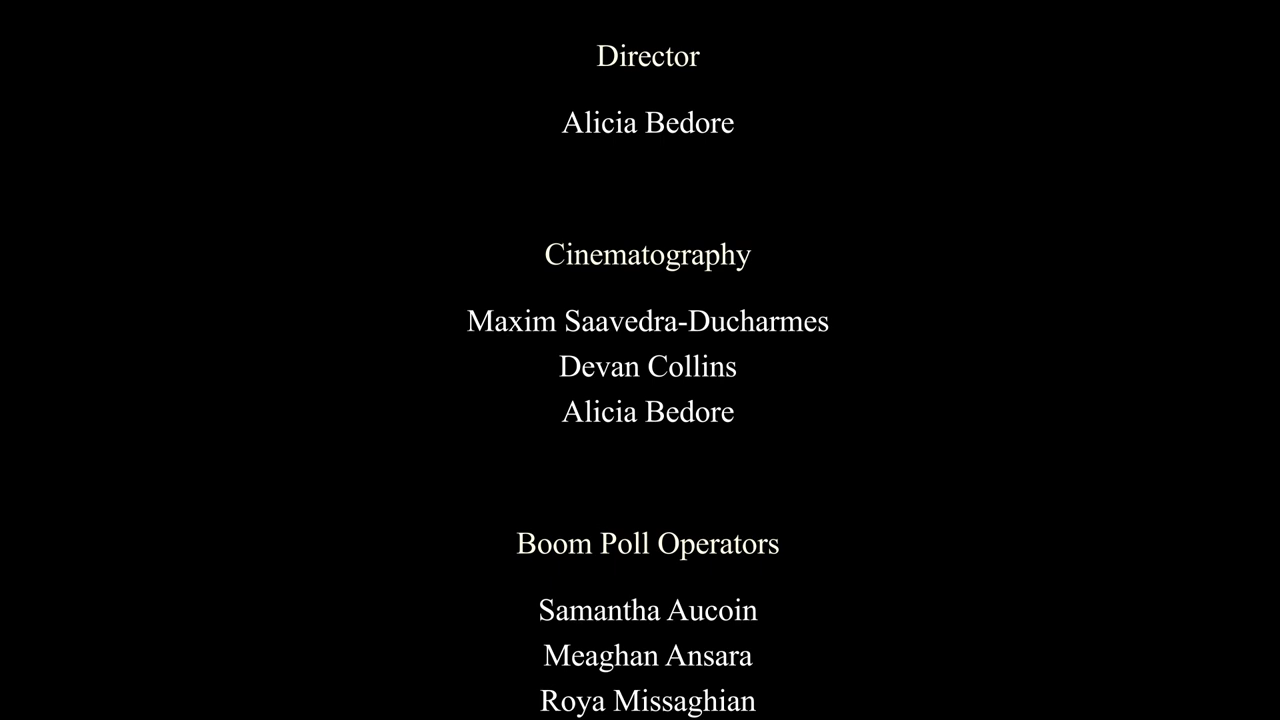 Director
Alicia Bedore
Cinematography
Maxim Saavedra-Ducharmes
Devan Collins
Alicia Bedore
Boom Poll Operators
Samantha Aucoin
Meaghan Ansara
Roya Missaghian